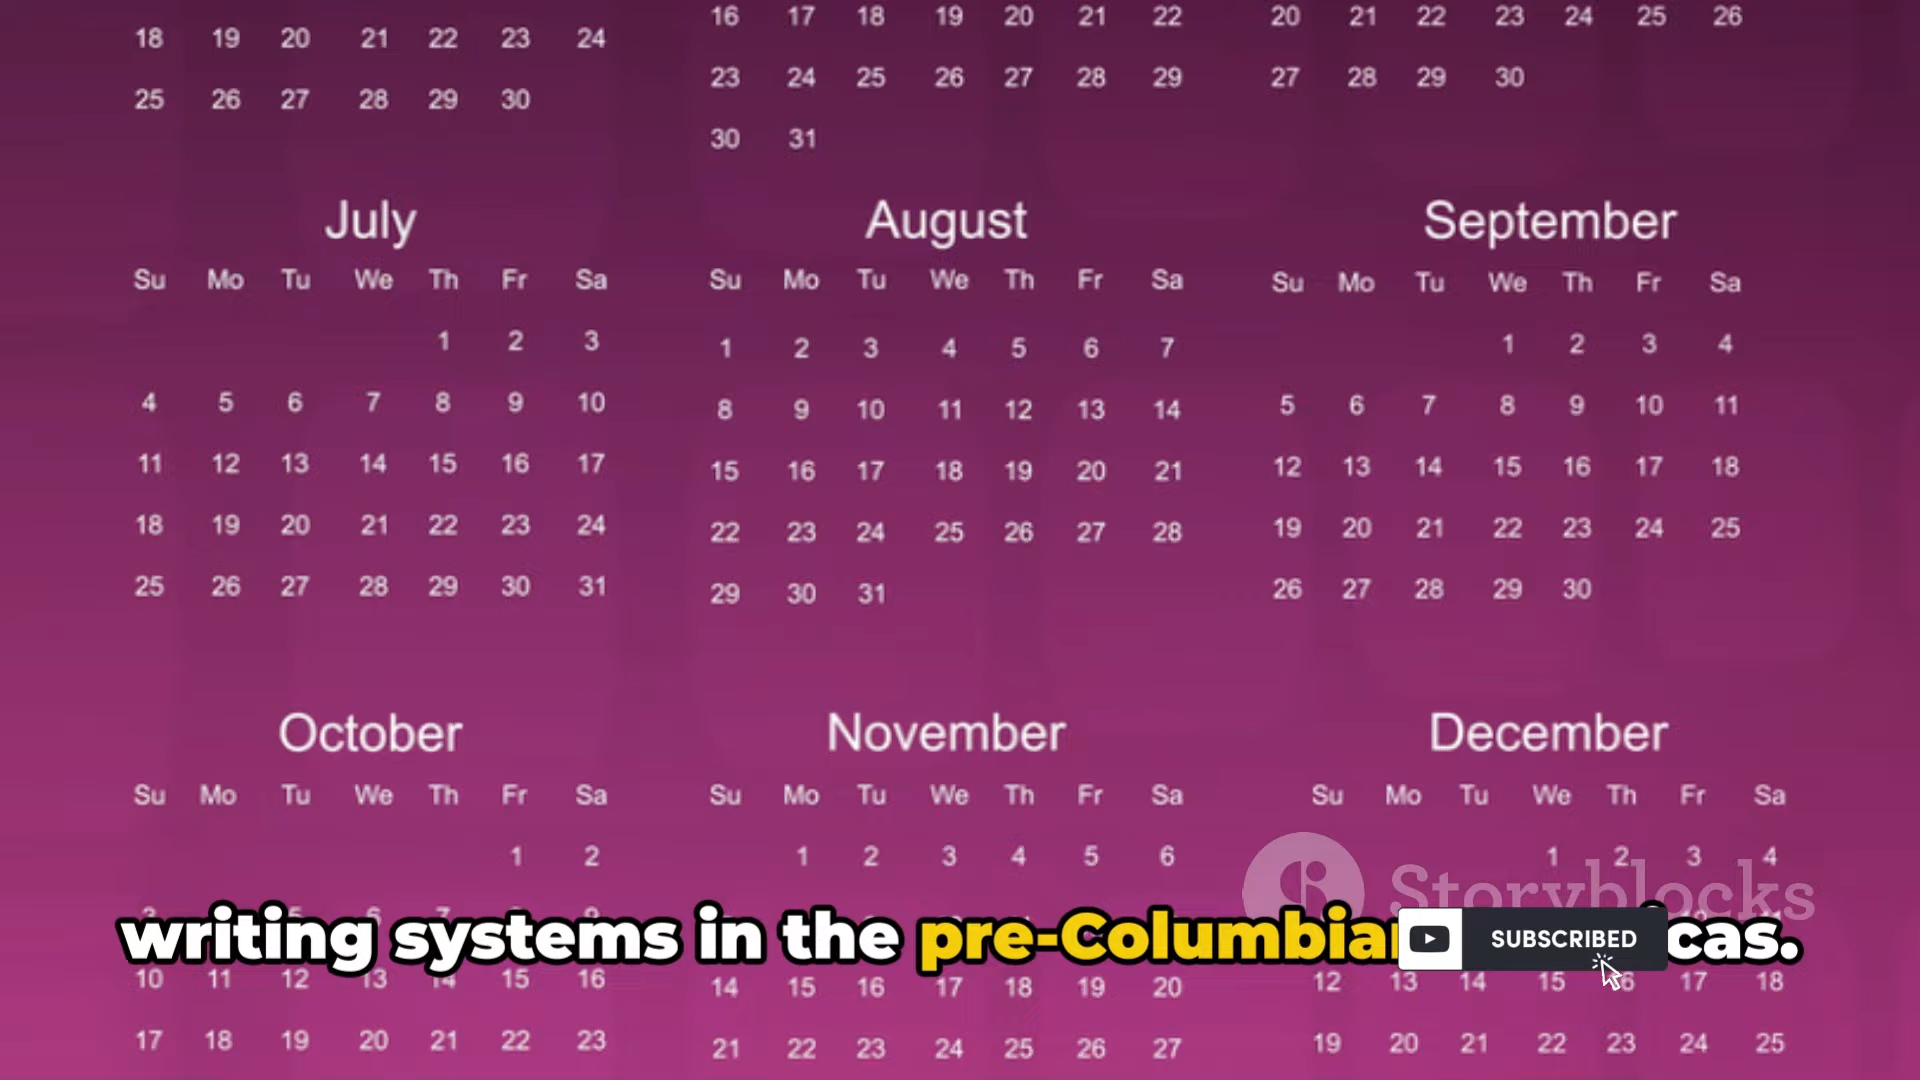 16 17 18 19 20 21 22
20 21 22 23 24 25 26
18 19 20 21 22 23 24
23 24 25 26 27 28 29
27 28 29 30
25 26 27 28 29 30
30 31
July
Su Mo Tu We Th Fr Sa
1 2 3
4 5 6 7 8 9 10
11 12 13 14 15 16 17
18 19 20 21 22 23 24
25 26 27 28 29 30 31
August
Su Mo Tu We Th Fr Sa
1 2 3 4 5 6 7
8 9 10 11 12 13 14
15 16 17 18 19 20 21
22 23 24 25 26 27 28
29 30 31
September
Su Mo Tu We Th Fr Sa
1 2 3 4
5 6 7 8 9 10 11
12 13 14 15 16 17 18
19 20 21 22 23 24 25
26 27 28 29 30
October
Su Mo Tu We Th Fr Sa
1 2
10 11 12 13 14 15 16
17 18 19 20 21 22 23
November
Su Mo Tu We Th Fr Sa
1 2 3 4 5 6
14 15 16 17 18 19 20
21 22 23 24 25 26 27
December
Su Mo Tu We Th Fr Sa
1 2 3 4
12 13 14 15 16 17 18
19 20 21 22 23 24 25
Storyblocks
writing systems in the pre-Columbian cas.
SUBSCRIBED